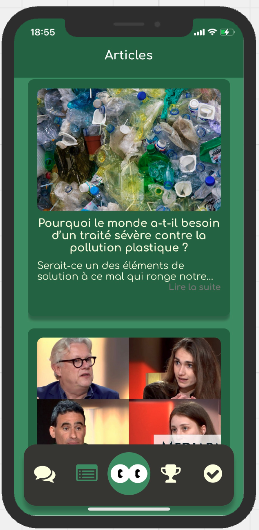 18:55
Articles
Pourquoi le monde a-t-il besoin
d'un traité sévère contre la
pollution plastique ?
Serait-ce un des éléments de
solution à ce mal qui ronge notre...
Lire la suite